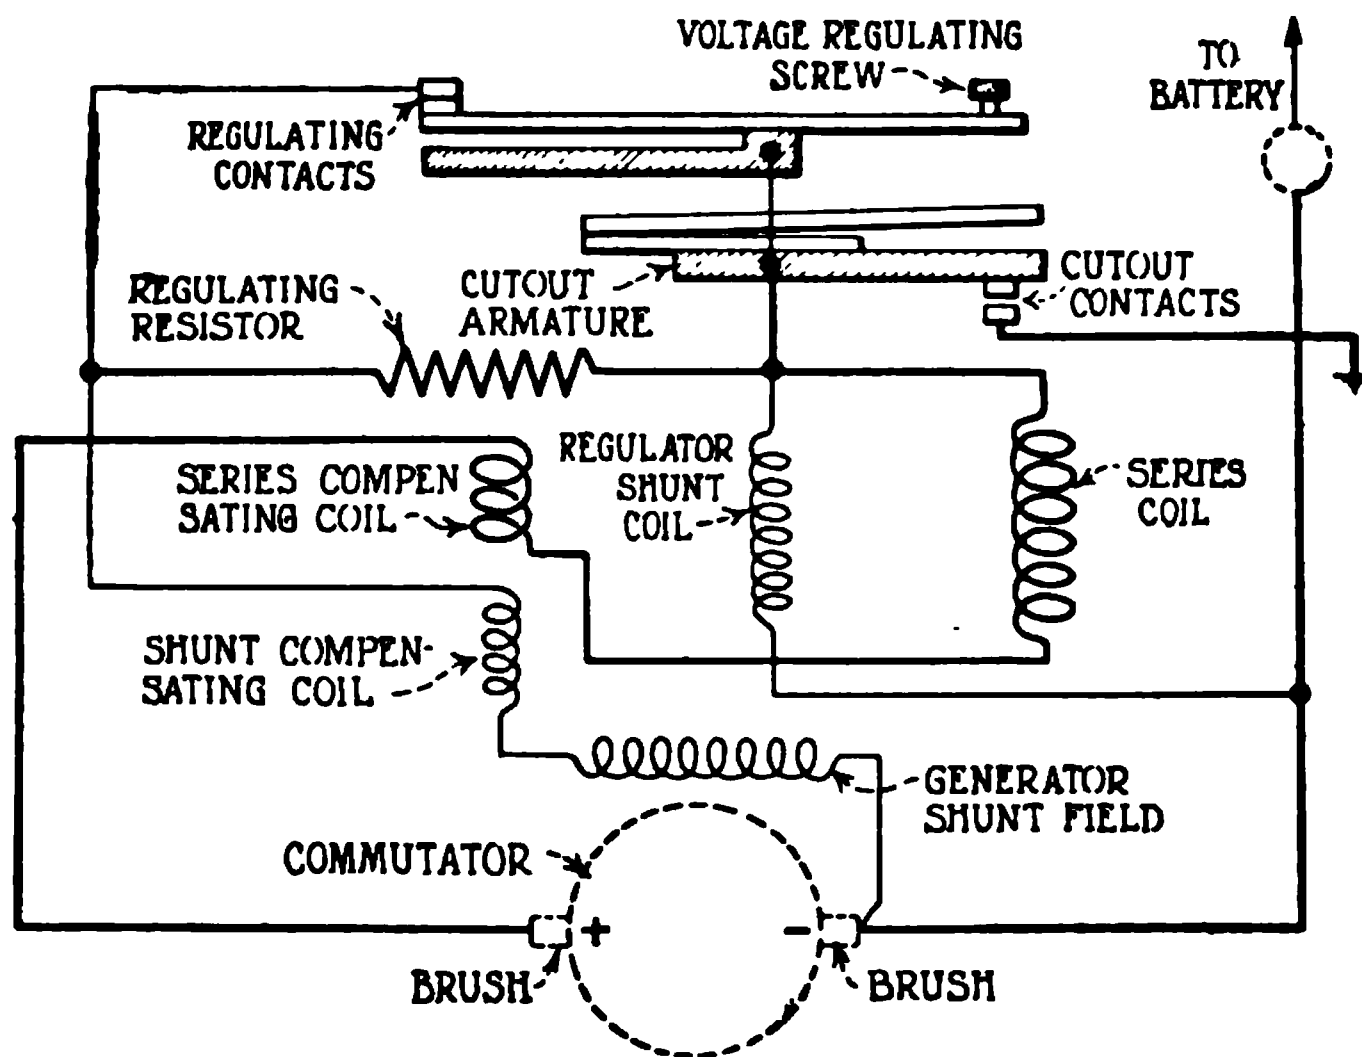 VOLTAGE REGULATING
SCREW
TO
BATTERY
REGULATING
CONTACTS
CUTOUT
CONTACTS
REGULATING
RESISTOR
CUTOUT
ARMATURE
REGULATOR
SHUNT
COIL
SERIES
COIL
SERIES COMPEN
SATING COIL
SHUNT COMPEN-
SATING COIL
GENERATOR
SHUNT FIELD
COMMUTATOR
+
-
BRUSH
BRUSH